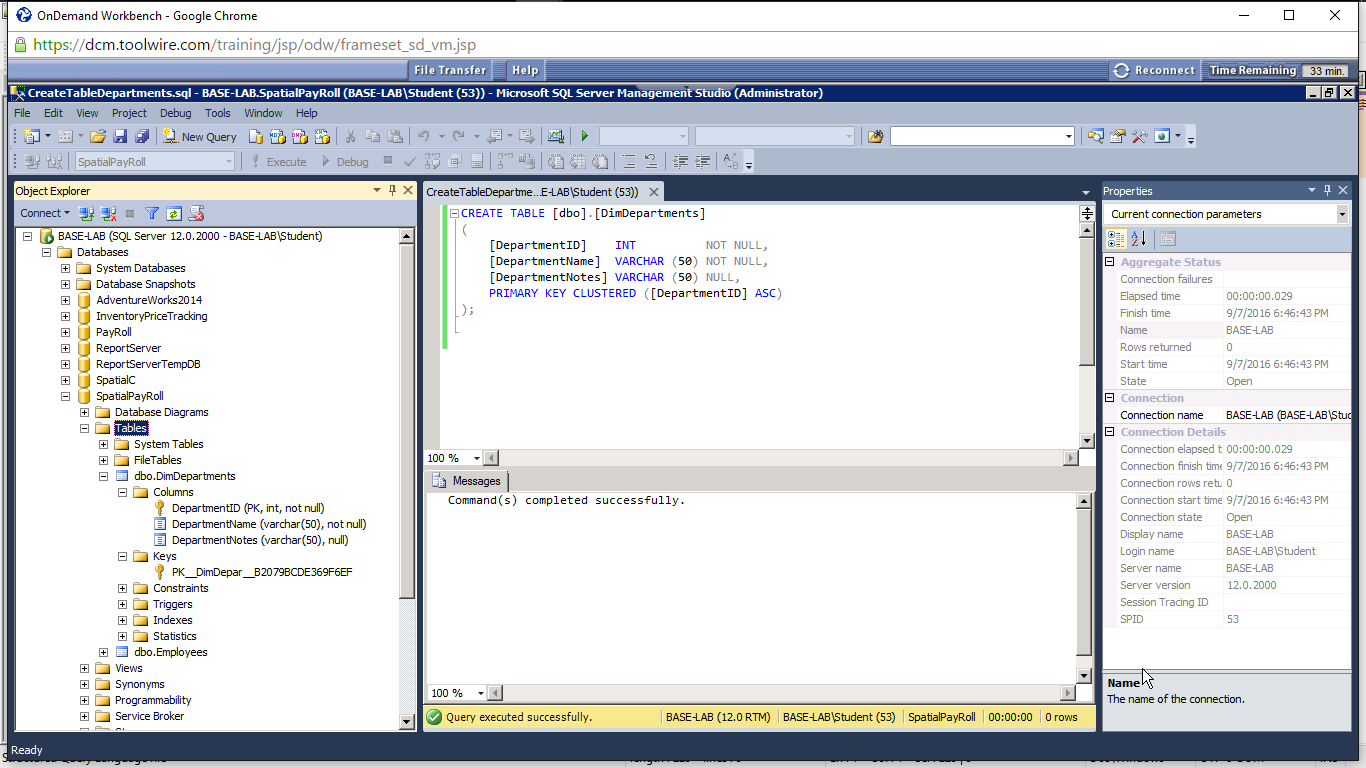 OnDemand Workbench - Google Chrome
https://dcm.toolwire.com/training/jsp/odw/frameset_sd_vm.jsp
File Transfer
Help
Reconnect
Time Remaining
33 min.
CreateTableDepartments.sql - BASE-LAB.SpatialPayRoll (BASE-LAB\Student (53)) - Microsoft SQL Server Management Studio (Administrator)
File Edit View Project Debug Tools Window Help
New Query
SpatialPayRoll
Execute
Debug
Object Explorer
Connect
BASE-LAB (SQL Server 12.0.2000 - BASE-LAB\Student)
Databases
System Databases
Database Snapshots
AdventureWorks2014
InventoryPriceTracking
PayRoll
ReportServer
ReportServerTempDB
SpatialC
SpatialPayRoll
Database Diagrams
Tables
System Tables
FileTables
dbo.DimDepartments
Columns
DepartmentID (PK, int, not null)
DepartmentName (varchar(50), not null)
DepartmentNotes (varchar(50), null)
Keys
PK__DimDepar__B2079BCDE369F6EF
Constraints
Triggers
Indexes
Statistics
dbo.Employees
Views
Synonyms
Programmability
Service Broker
CreateTableDepartme...E-LAB\Student (53))
CREATE TABLE [dbo].[DimDepartments]
(
[DepartmentID] INT NOT NULL,
[DepartmentName] VARCHAR (50) NOT NULL,
[DepartmentNotes] VARCHAR (50) NULL,
PRIMARY KEY CLUSTERED ([DepartmentID] ASC)
);
100 %
Messages
Command(s) completed successfully.
100 %
Query executed successfully.
BASE-LAB (12.0 RTM)
BASE-LAB\Student (53)
SpatialPayRoll
00:00:00
0 rows
Properties
Current connection parameters
Aggregate Status
Connection failures
Elapsed time 00:00:00.029
Finish time 9/7/2016 6:46:43 PM
Name BASE-LAB
Rows returned 0
Start time 9/7/2016 6:46:43 PM
State Open
Connection
Connection name BASE-LAB (BASE-LAB\Stud
Connection Details
Connection elapsed t 00:00:00.029
Connection finish time 9/7/2016 6:46:43 PM
Connection rows retu 0
Connection start time 9/7/2016 6:46:43 PM
Connection state Open
Display name BASE-LAB
Login name BASE-LAB\Student
Server name BASE-LAB
Server version 12.0.2000
Session Tracing ID
SPID 53
Name
The name of the connection.
Ready